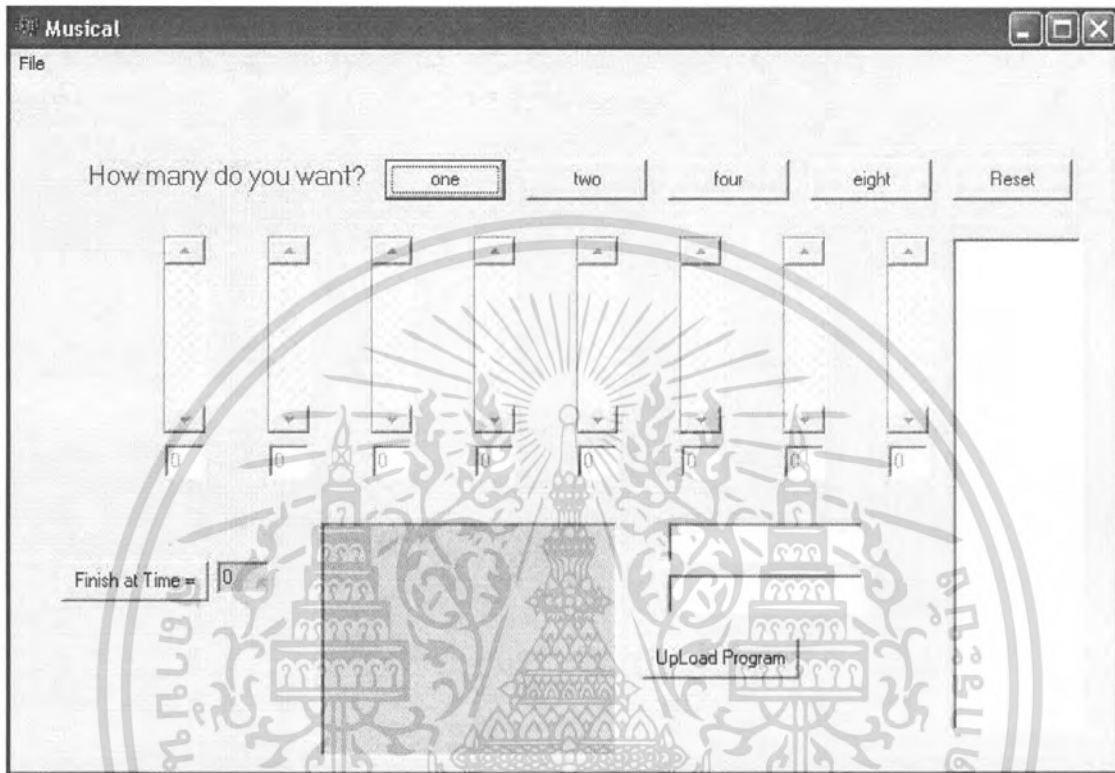 Musical
File
How many do you want? one two four eight Reset
0 0 0 0 0 0 0 0
Finish at Time = 0
UpLoad Program